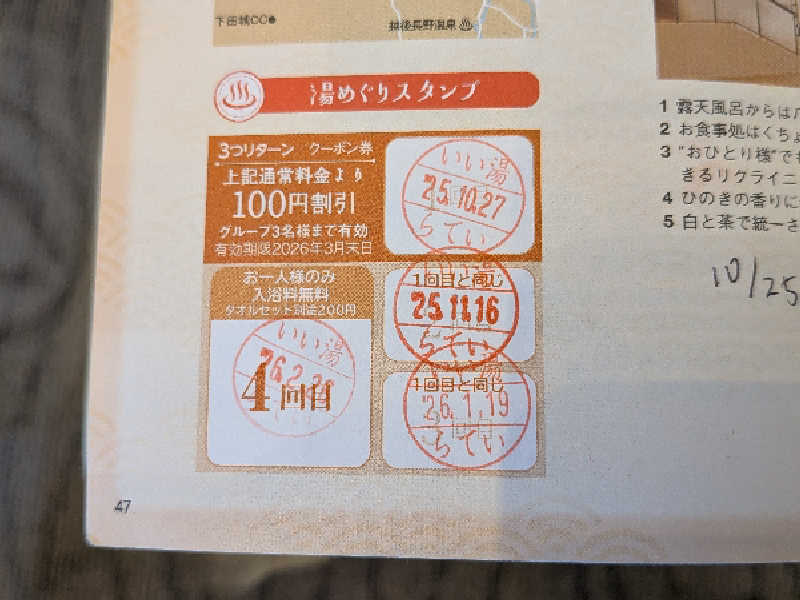 下田城CC
越後長野温泉
湯めぐりスタンプ
3つリターン クーポン券
上記通常料金より
100円割引
グループ3名様まで有効
有効期限2026年3月末日
いい湯
25.10.27
らてい
お一人様のみ
入浴料無料
タオルセット別途200円
いい湯
26.2.
4回目
1回目と同じ
いい湯
25.11.16
らてい
1回目と同じ
いい湯
26.1.19
らてい
1 露天風呂からは
2 お食事処はくちょ
3 "おひとり様"で
きるリクライニ
4 ひのきの香りに
5 白と茶で統一さ
10/25
47